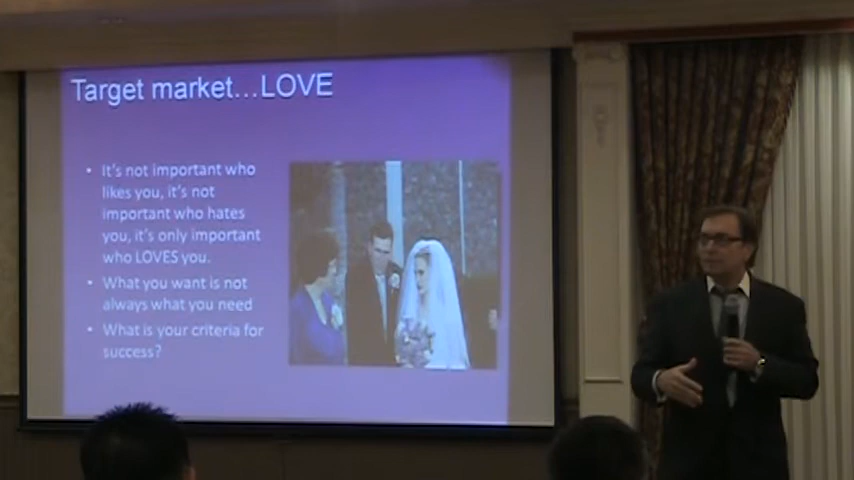 Target market...LOVE
• It's not important who
likes you, it's not
important who hates
you, it's only important
who LOVES you.
• What you want is not
always what you need
• What is your criteria for
success?